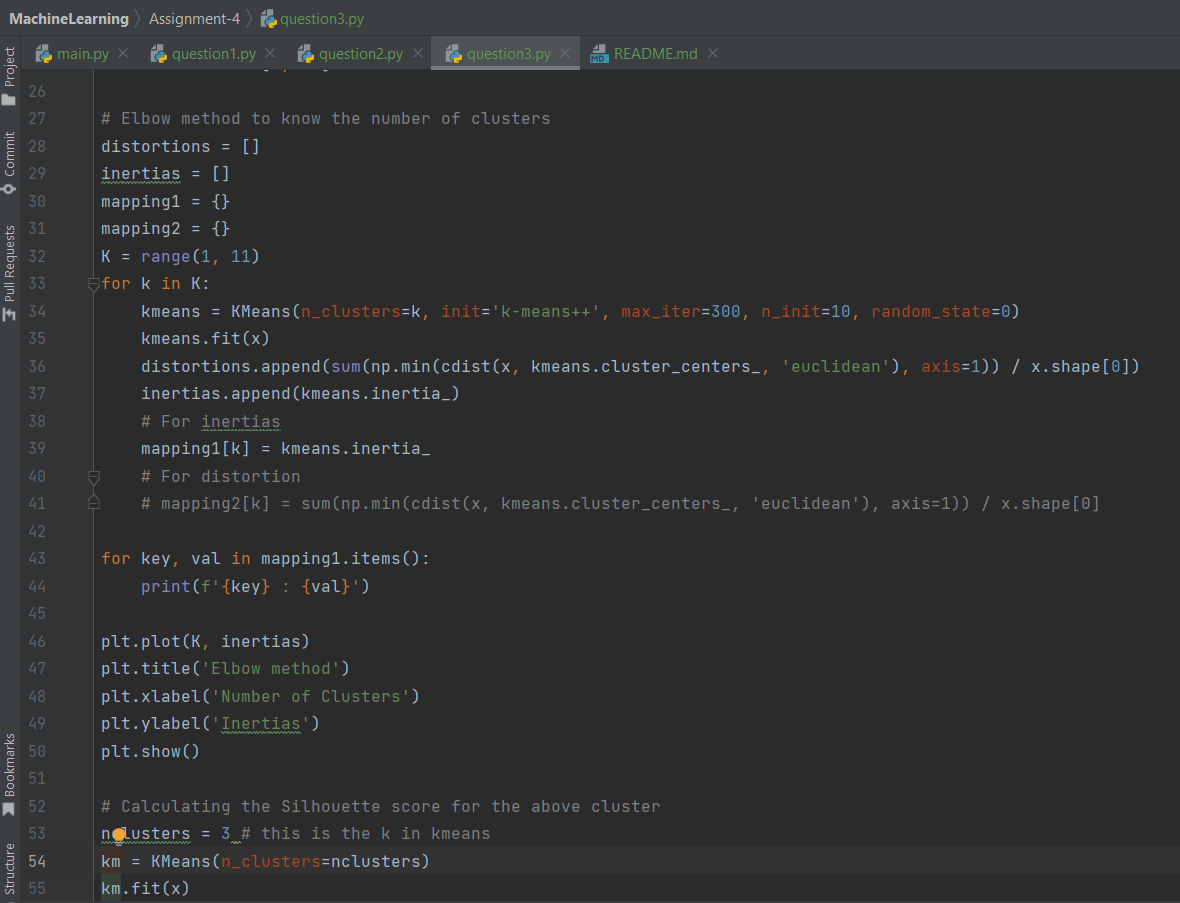 MachineLearning Assignment-4 question3.py
main.py question1.py question2.py question3.py README.md
Project
Commit
Pull Requests
Bookmarks
Structure
26
27 # Elbow method to know the number of clusters
28 distortions = []
29 inertias = []
30 mapping1 = {}
31 mapping2 = {}
32 K = range(1, 11)
33 for k in K:
34     kmeans = KMeans(n_clusters=k, init='k-means++', max_iter=300, n_init=10, random_state=0)
35     kmeans.fit(x)
36     distortions.append(sum(np.min(cdist(x, kmeans.cluster_centers_, 'euclidean'), axis=1)) / x.shape[0])
37     inertias.append(kmeans.inertia_)
38     # For inertias
39     mapping1[k] = kmeans.inertia_
40     # For distortion
41     # mapping2[k] = sum(np.min(cdist(x, kmeans.cluster_centers_, 'euclidean'), axis=1)) / x.shape[0]
42
43 for key, val in mapping1.items():
44     print(f'{key} : {val}')
45
46 plt.plot(K, inertias)
47 plt.title('Elbow method')
48 plt.xlabel('Number of Clusters')
49 plt.ylabel('Inertias')
50 plt.show()
51
52 # Calculating the Silhouette score for the above cluster
53 nclusters = 3 # this is the k in kmeans
54 km = KMeans(n_clusters=nclusters)
55 km.fit(x)